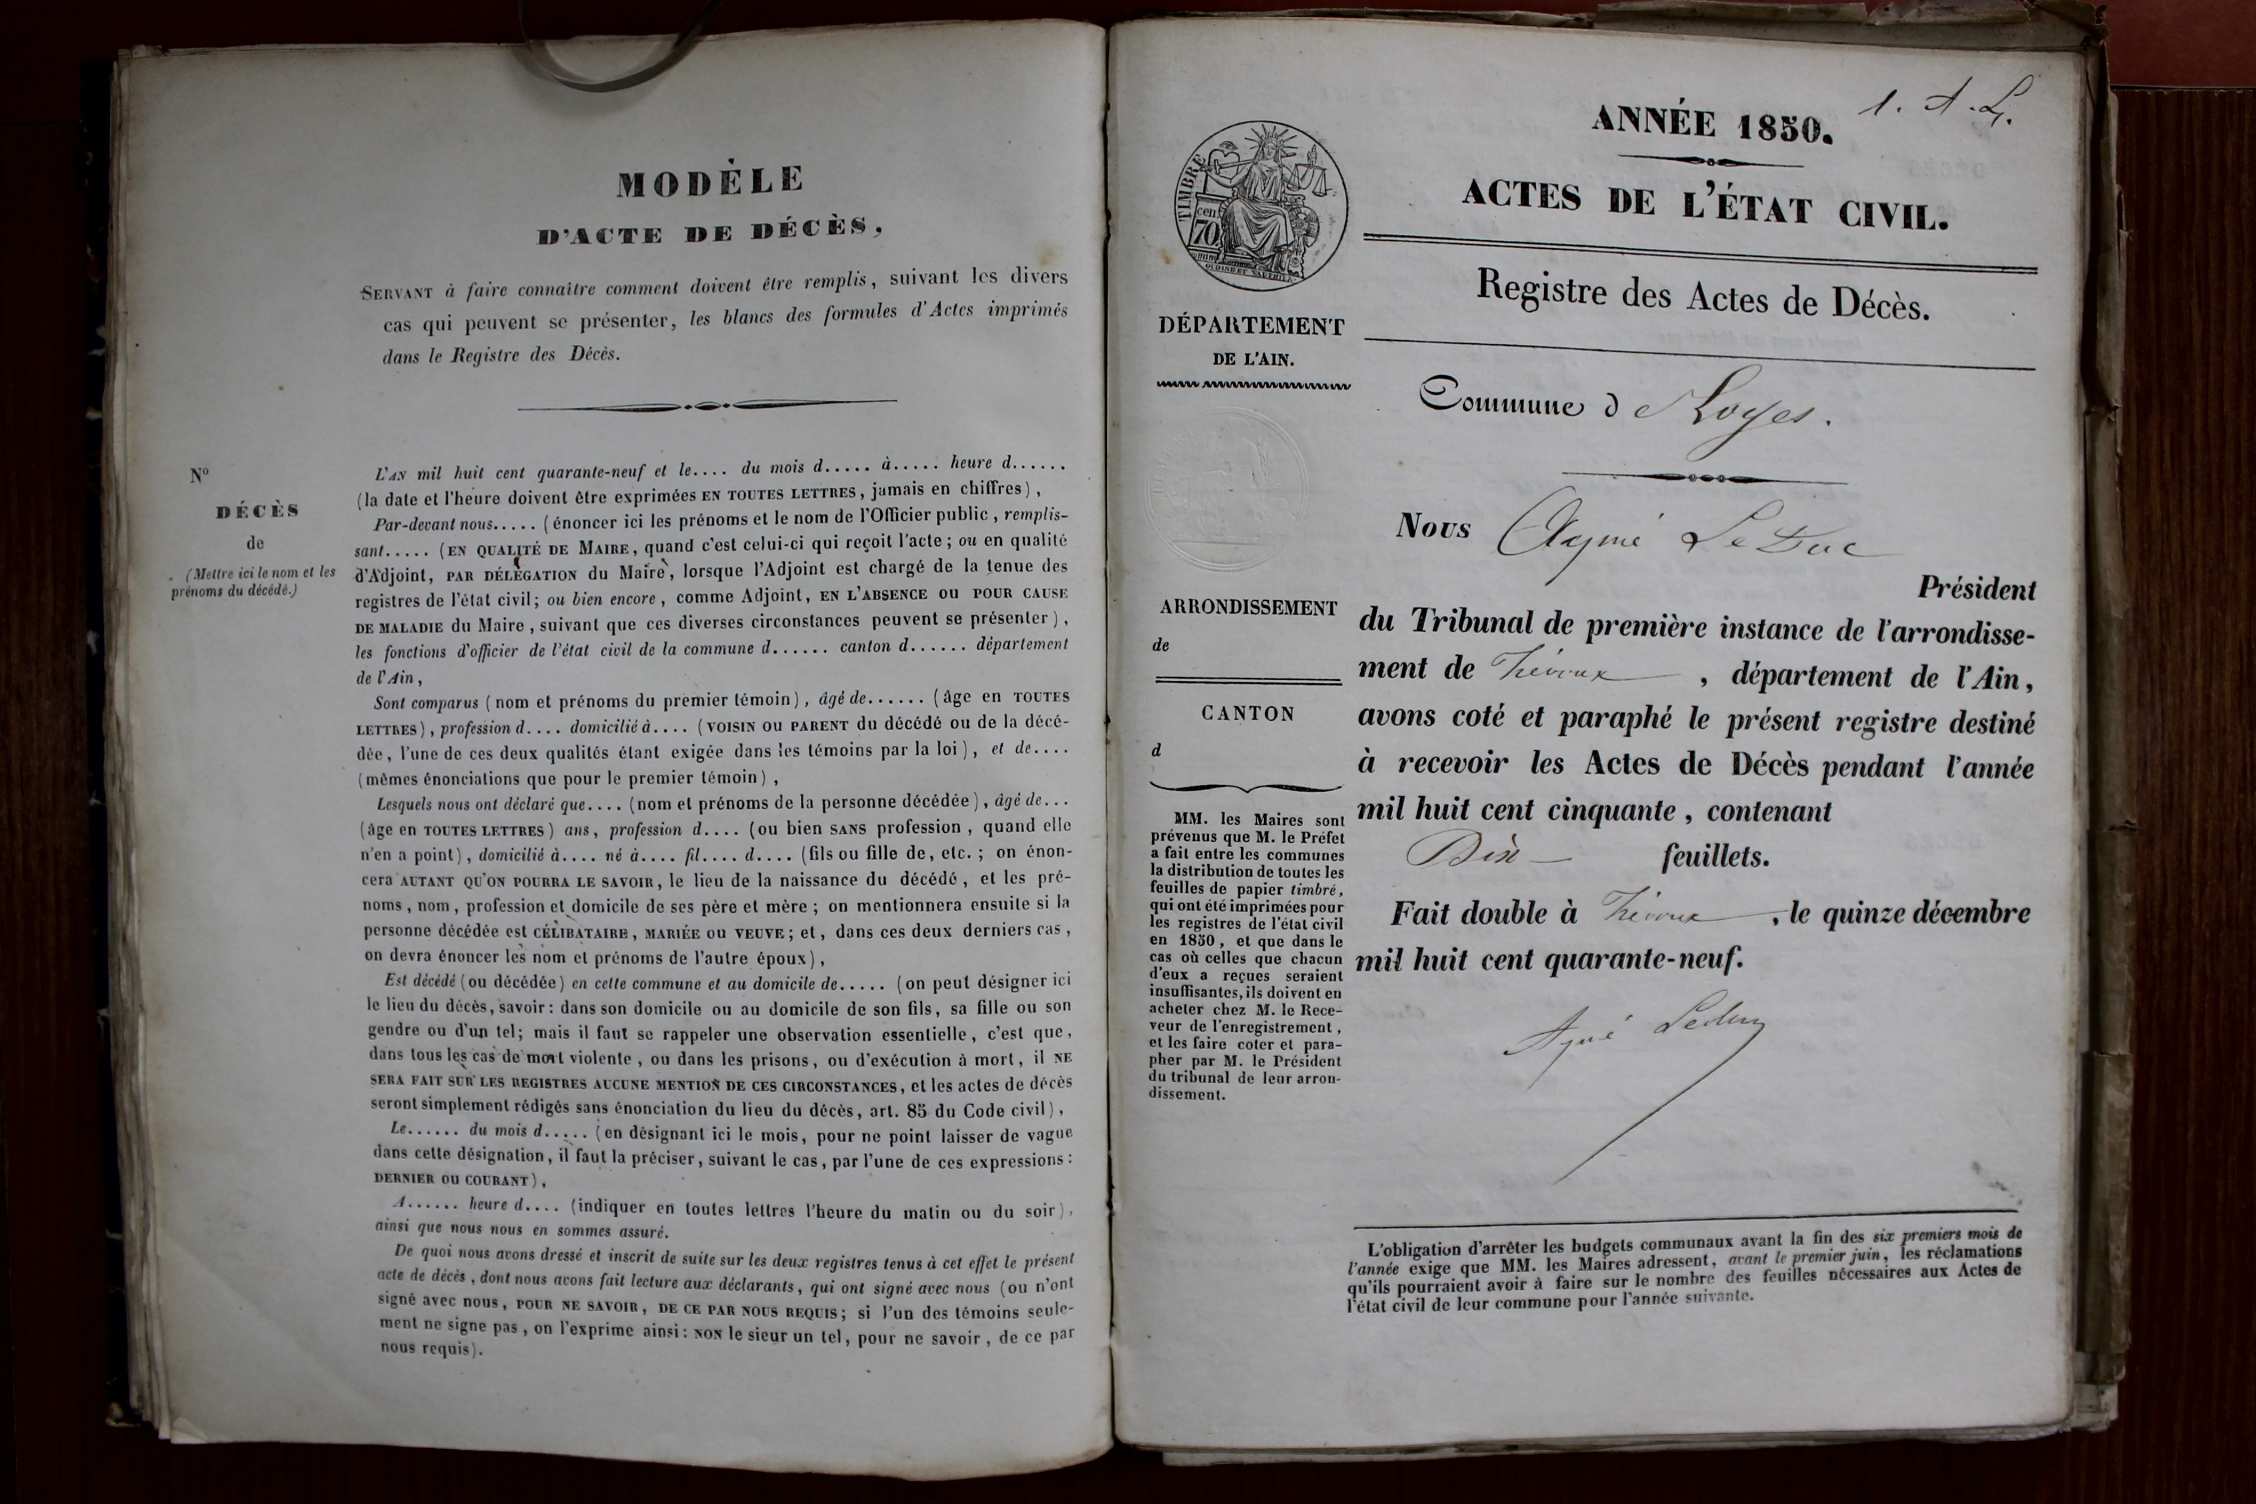 MODÈLE
D'ACTE DE DÉCÈS,
SERVANT à faire connaître comment doivent être remplis, suivant les divers
cas qui peuvent se présenter, les blancs des formules d'Actes imprimés
dans le Registre des Décès.
N°
DÉCÈS
de
(Mettre ici le nom et les
prénoms du décédé.)
L'AN mil huit cent quarante-neuf et le.... du mois d..... à..... heure d......
(la date et l'heure doivent être exprimées EN TOUTES LETTRES, jamais en chiffres),
Par-devant nous..... (énoncer ici les prénoms et le nom de l'Officier public, remplis-
sant..... (EN QUALITÉ DE MAIRE, quand c'est celui-ci qui reçoit l'acte; ou en qualité
d'Adjoint, PAR DÉLÉGATION du Maire, lorsque l'Adjoint est chargé de la tenue des
registres de l'état civil; ou bien encore, comme Adjoint, EN L'ABSENCE OU POUR CAUSE
DE MALADIE du Maire, suivant que ces diverses circonstances peuvent se présenter),
les fonctions d'officier de l'état civil de la commune d...... canton d...... département
de l'Ain,
Sont comparus (nom et prénoms du premier témoin), âgé de...... (âge en TOUTES
LETTRES), profession d.... domicilié à.... (VOISIN OU PARENT du décédé ou de la décé-
dée, l'une de ces deux qualités étant exigée dans les témoins par la loi), et de....
(mêmes énonciations que pour le premier témoin),
Lesquels nous ont déclaré que.... (nom et prénoms de la personne décédée), âgé de...
(âge en TOUTES LETTRES) ans, profession d.... (ou bien SANS profession, quand elle
n'en a point), domicilié à.... né à.... fil.... d.... (fils ou fille de, etc.; on énon-
cera AUTANT QU'ON POURRA LE SAVOIR, le lieu de la naissance du décédé, et les pré-
noms, nom, profession et domicile de ses père et mère; on mentionnera ensuite si la
personne décédée est CÉLIBATAIRE, MARIÉE OU VEUVE; et, dans ces deux derniers cas,
on devra énoncer les nom et prénoms de l'autre époux),
Est décédé (ou décédée) en cette commune et au domicile de..... (on peut désigner ici
le lieu du décès, savoir: dans son domicile ou au domicile de son fils, sa fille ou son
gendre ou d'un tel; mais il faut se rappeler une observation essentielle, c'est que,
dans tous les cas de mort violente, ou dans les prisons, ou d'exécution à mort, il NE
SERA FAIT SUR LES REGISTRES AUCUNE MENTION DE CES CIRCONSTANCES, et les actes de décès
seront simplement rédigés sans énonciation du lieu du décès, art. 85 du Code civil),
Le...... du mois d..... (en désignant ici le mois, pour ne point laisser de vague
dans cette désignation, il faut la préciser, suivant le cas, par l'une de ces expressions:
DERNIER OU COURANT),
A...... heure d.... (indiquer en toutes lettres l'heure du matin ou du soir),
ainsi que nous nous en sommes assuré.
De quoi nous avons dressé et inscrit de suite sur les deux registres tenus à cet effet le présent
acte de décès, dont nous avons fait lecture aux déclarants, qui ont signé avec nous (ou n'ont
signé avec nous, POUR NE SAVOIR, DE CE PAR NOUS REQUIS; si l'un des témoins seule-
ment ne signe pas, on l'exprime ainsi: NON le sieur un tel, pour ne savoir, de ce par
nous requis).
1. A. L.
ANNÉE 1850.
ACTES DE L'ÉTAT CIVIL.
TIMBRE
70 cen
Registre des Actes de Décès.
DÉPARTEMENT
DE L'AIN.
Commune de Loyes.
Nous Aymé Le Duc
Président
du Tribunal de première instance de l'arrondisse-
ment de Trévoux, département de l'Ain,
avons coté et paraphé le présent registre destiné
à recevoir les Actes de Décès pendant l'année
mil huit cent cinquante, contenant
Dix feuillets.
Fait double à Trévoux, le quinze décembre
mil huit cent quarante-neuf.
Aymé Leduc
ARRONDISSEMENT
de
CANTON
d
MM. les Maires sont
prévenus que M. le Préfet
a fait entre les communes
la distribution de toutes les
feuilles de papier timbré,
qui ont été imprimées pour
les registres de l'état civil
en 1850, et que dans le
cas où celles que chacun
d'eux a reçues seraient
insuffisantes, ils doivent en
acheter chez M. le Rece-
veur de l'enregistrement,
et les faire coter et para-
pher par M. le Président
du tribunal de leur arron-
dissement.
L'obligation d'arrêter les budgets communaux avant la fin des six premiers mois de
l'année exige que MM. les Maires adressent, avant le premier juin, les réclamations
qu'ils pourraient avoir à faire sur le nombre des feuilles nécessaires aux Actes de
l'état civil de leur commune pour l'année suivante.